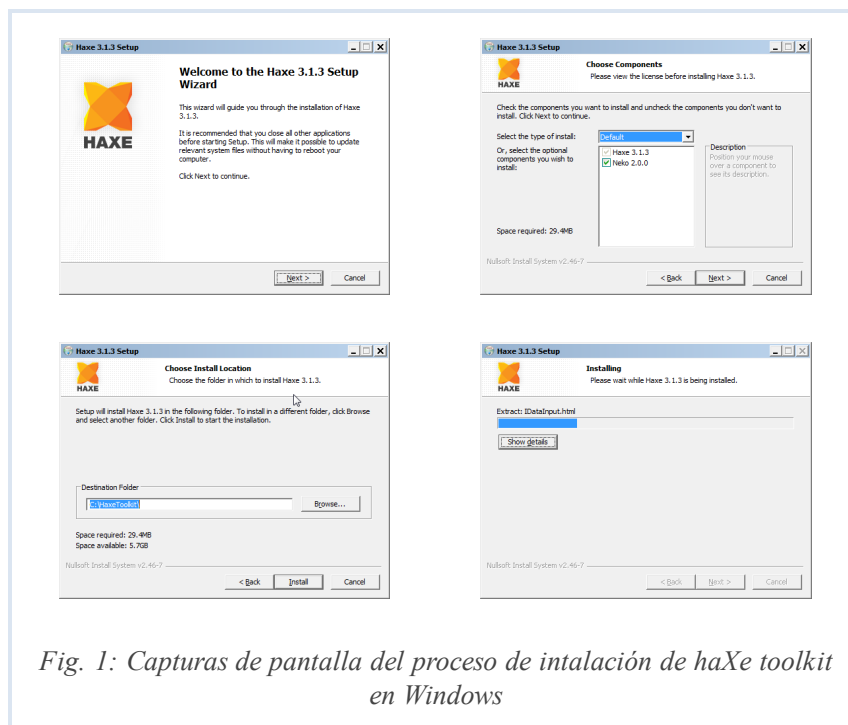 Haxe 3.1.3 Setup
HAXE
Welcome to the Haxe 3.1.3 Setup
Wizard
This wizard will guide you through the installation of Haxe
3.1.3.
It is recommended that you close all other applications
before starting Setup. This will make it possible to update
relevant system files without having to reboot your
computer.
Click Next to continue.
Next >
Cancel
Haxe 3.1.3 Setup
HAXE
Choose Components
Please view the license before installing Haxe 3.1.3.
Check the components you want to install and uncheck the components you don't want to
install. Click Next to continue.
Select the type of install:
Default
Or, select the optional
components you wish to
install:
Haxe 3.1.3
Neko 2.0.0
Description
Position your mouse
over a component to
see its description.
Space required: 29.4MB
Nullsoft Install System v2.46-7
< Back
Next >
Cancel
Haxe 3.1.3 Setup
HAXE
Choose Install Location
Choose the folder in which to install Haxe 3.1.3.
Setup will install Haxe 3.1.3 in the following folder. To install in a different folder, click Browse
and select another folder. Click Install to start the installation.
Destination Folder
C:\HaxeToolkit\
Browse...
Space required: 29.4MB
Space available: 5.7GB
Nullsoft Install System v2.46-7
< Back
Install
Cancel
Haxe 3.1.3 Setup
HAXE
Installing
Please wait while Haxe 3.1.3 is being installed.
Extract: IDataInput.html
Show details
Nullsoft Install System v2.46-7
< Back
Next >
Cancel
Fig. 1: Capturas de pantalla del proceso de intalación de haXe toolkit
en Windows